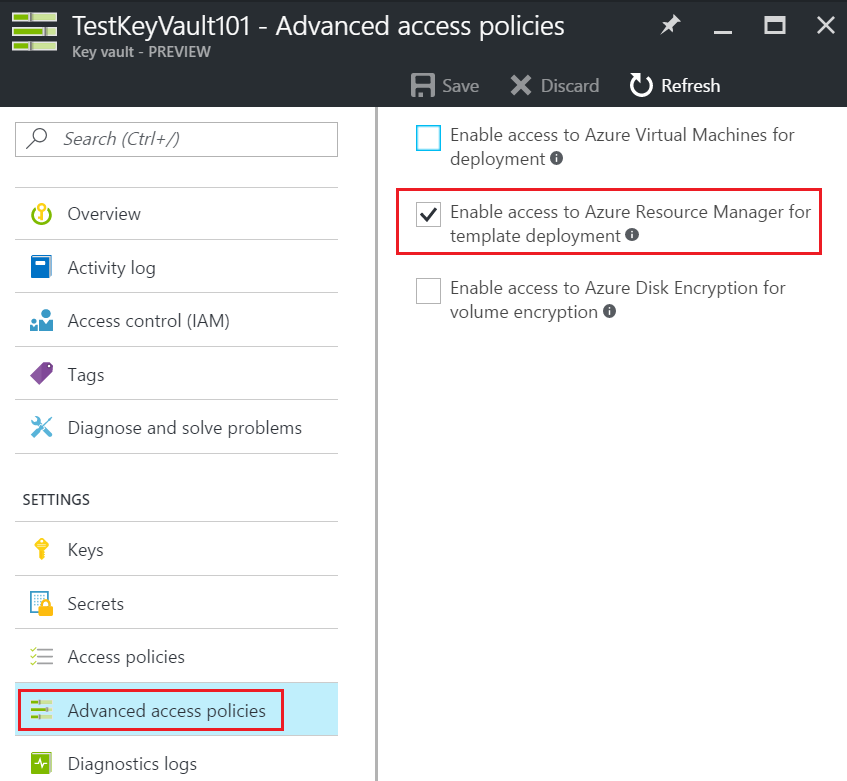 TestKeyVault101 - Advanced access policies
Key vault - PREVIEW
Save Discard Refresh
Search (Ctrl+/)
Overview
Activity log
Access control (IAM)
Tags
Diagnose and solve problems
SETTINGS
Keys
Secrets
Access policies
Advanced access policies
Diagnostics logs
Enable access to Azure Virtual Machines for
deployment
Enable access to Azure Resource Manager for
template deployment
Enable access to Azure Disk Encryption for
volume encryption